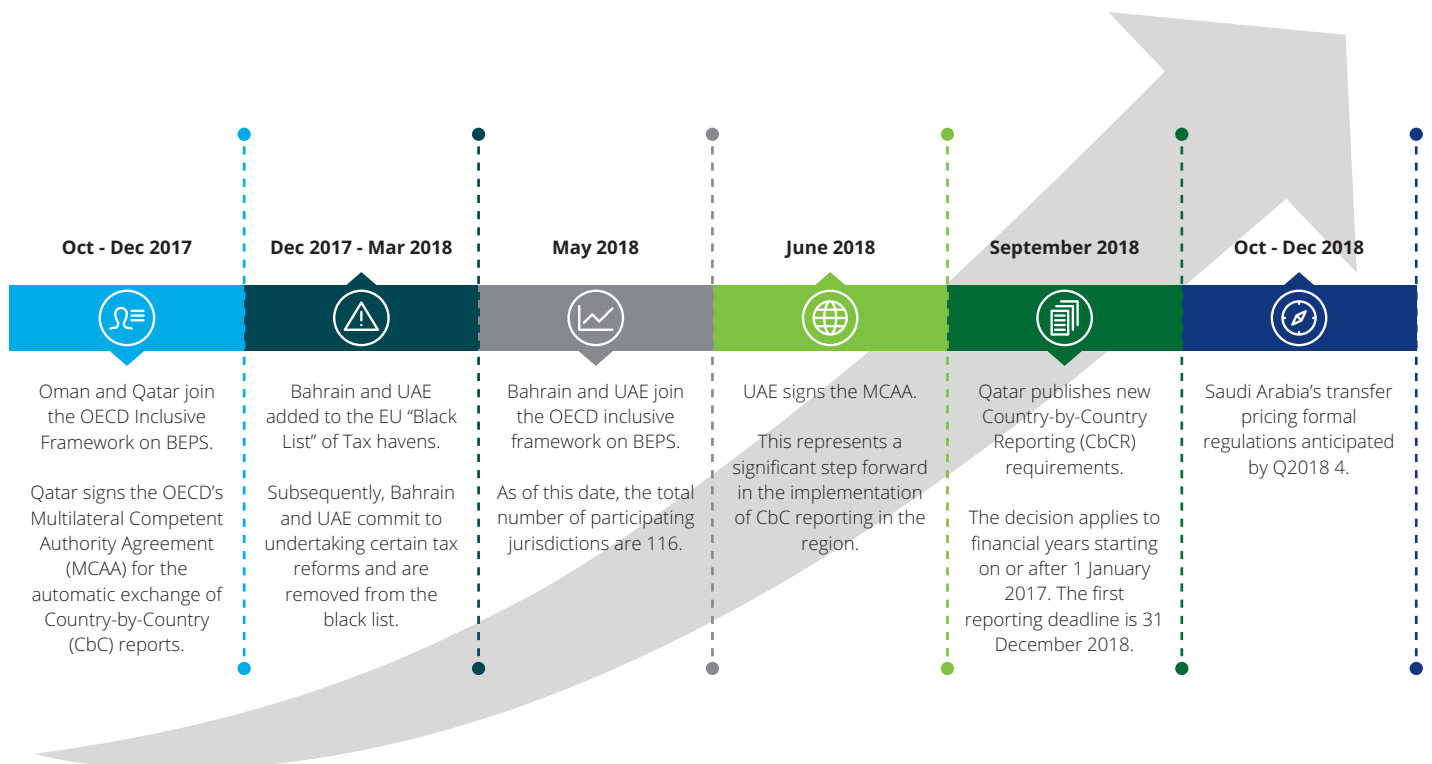 Oct - Dec 2017
Oman and Qatar join
the OECD Inclusive
Framework on BEPS.
Qatar signs the OECD’s
Multilateral Competent
Authority Agreement
(MCAA) for the
automatic exchange of
Country-by-Country
(CbC) reports.
Dec 2017 - Mar 2018
Bahrain and UAE
added to the EU “Black
List” of Tax havens.
Subsequently, Bahrain
and UAE commit to
undertaking certain tax
reforms and are
removed from the
black list.
May 2018
Bahrain and UAE join
the OECD inclusive
framework on BEPS.
As of this date, the total
number of participating
jurisdictions are 116.
June 2018
UAE signs the MCAA.
This represents a
significant step forward
in the implementation
of CbC reporting in the
region.
September 2018
Qatar publishes new
Country-by-Country
Reporting (CbCR)
requirements.
The decision applies to
financial years starting
on or after 1 January
2017. The first
reporting deadline is 31
December 2018.
Oct - Dec 2018
Saudi Arabia’s transfer
pricing formal
regulations anticipated
by Q2018 4.